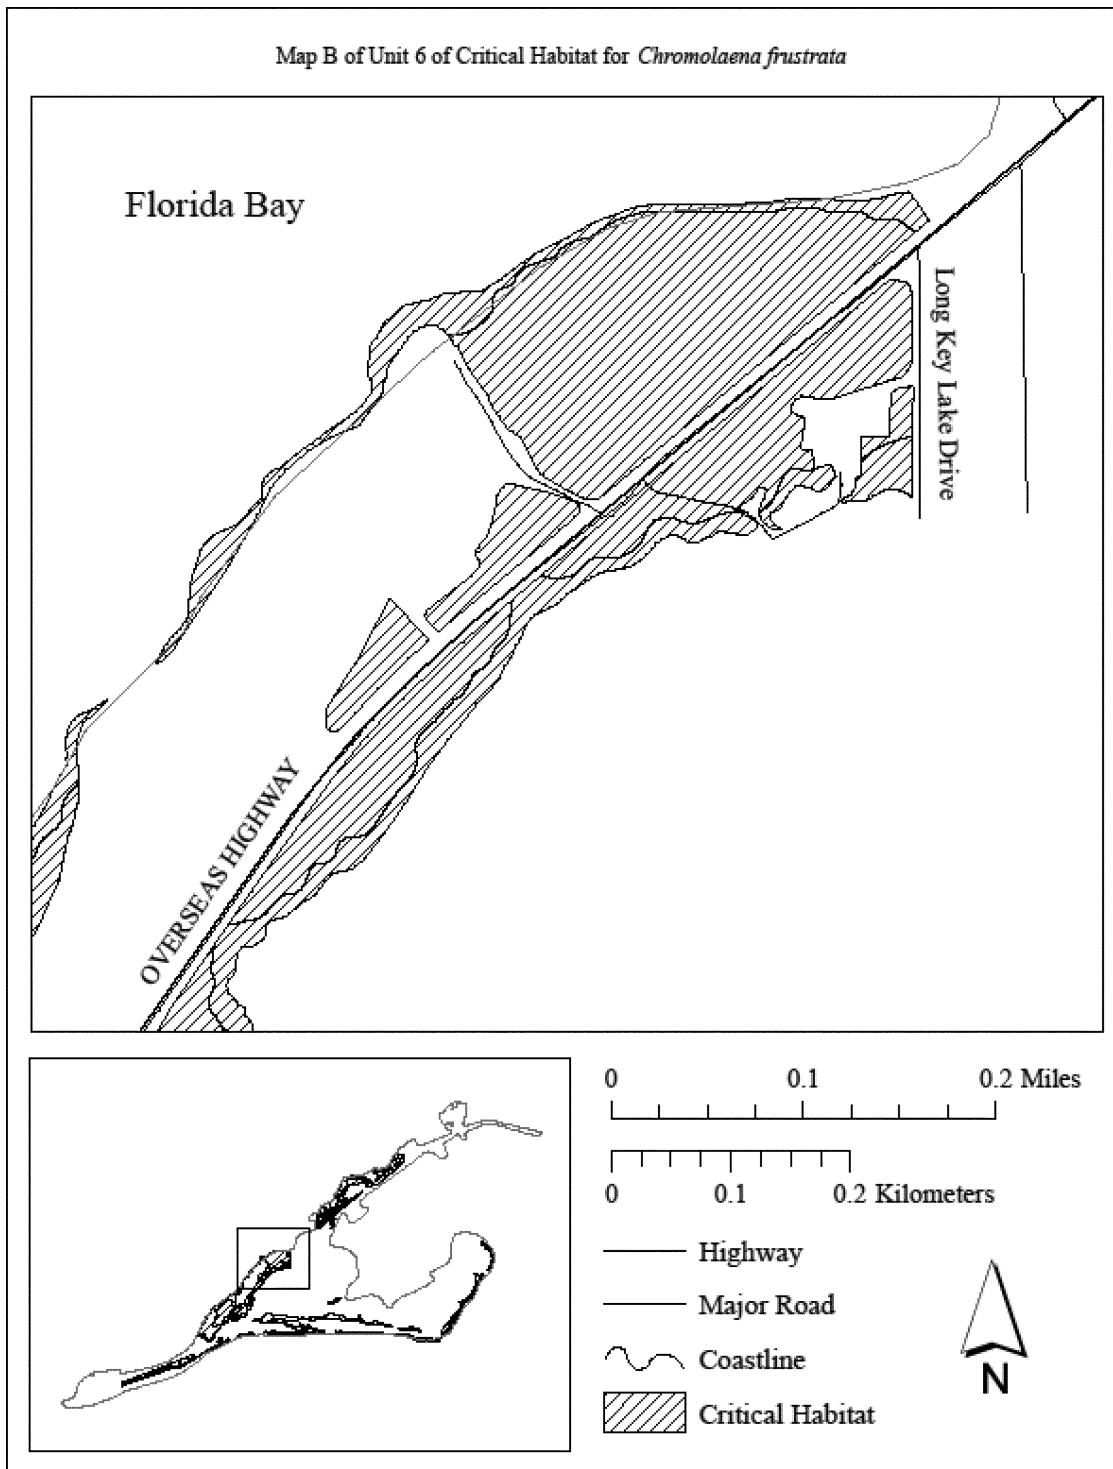 Map B of Unit 6 of Critical Habitat for Chromolaena frustrata
Florida Bay
Long Key Lake Drive
OVERSEAS HIGHWAY
0 0.1 0.2 Miles
0 0.1 0.2 Kilometers
Highway
Major Road
Coastline
Critical Habitat
N